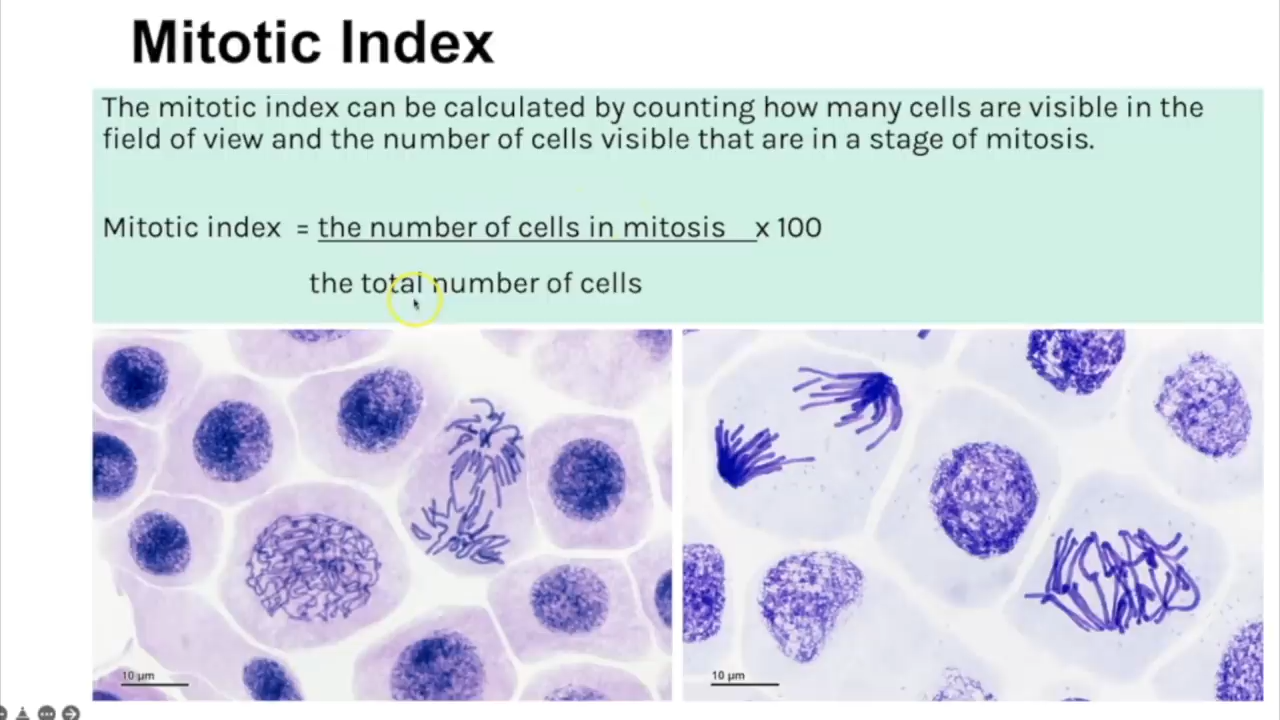 Mitotic Index
The mitotic index can be calculated by counting how many cells are visible in the
field of view and the number of cells visible that are in a stage of mitosis.
Mitotic index = the number of cells in mitosis x 100
the total number of cells
10 µm
10 µm